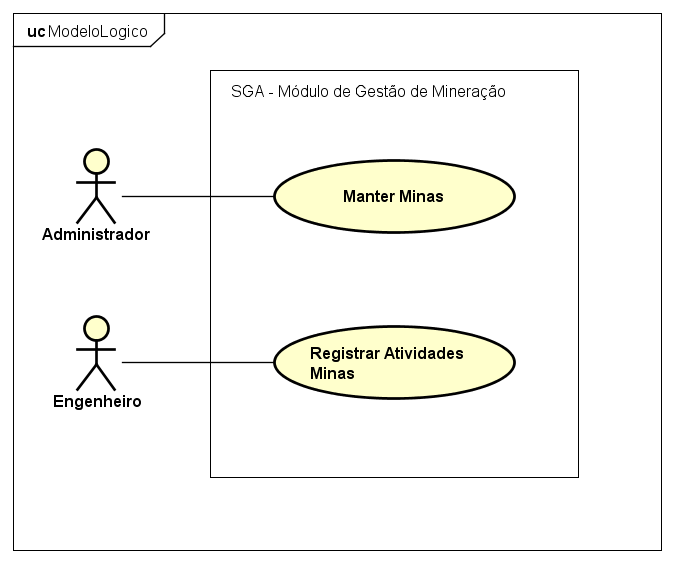 uc ModeloLogico
SGA - Módulo de Gestão de Mineração
Manter Minas
Administrador
Registrar Atividades
Minas
Engenheiro